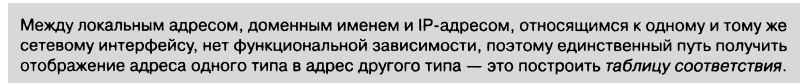 Между локальным адресом, доменным именем и IP-адресом, относящимся к одному и тому же
сетевому интерфейсу, нет функциональной зависимости, поэтому единственный путь получить
отображение адреса одного типа в адрес другого типа — это построить таблицу соответствия.